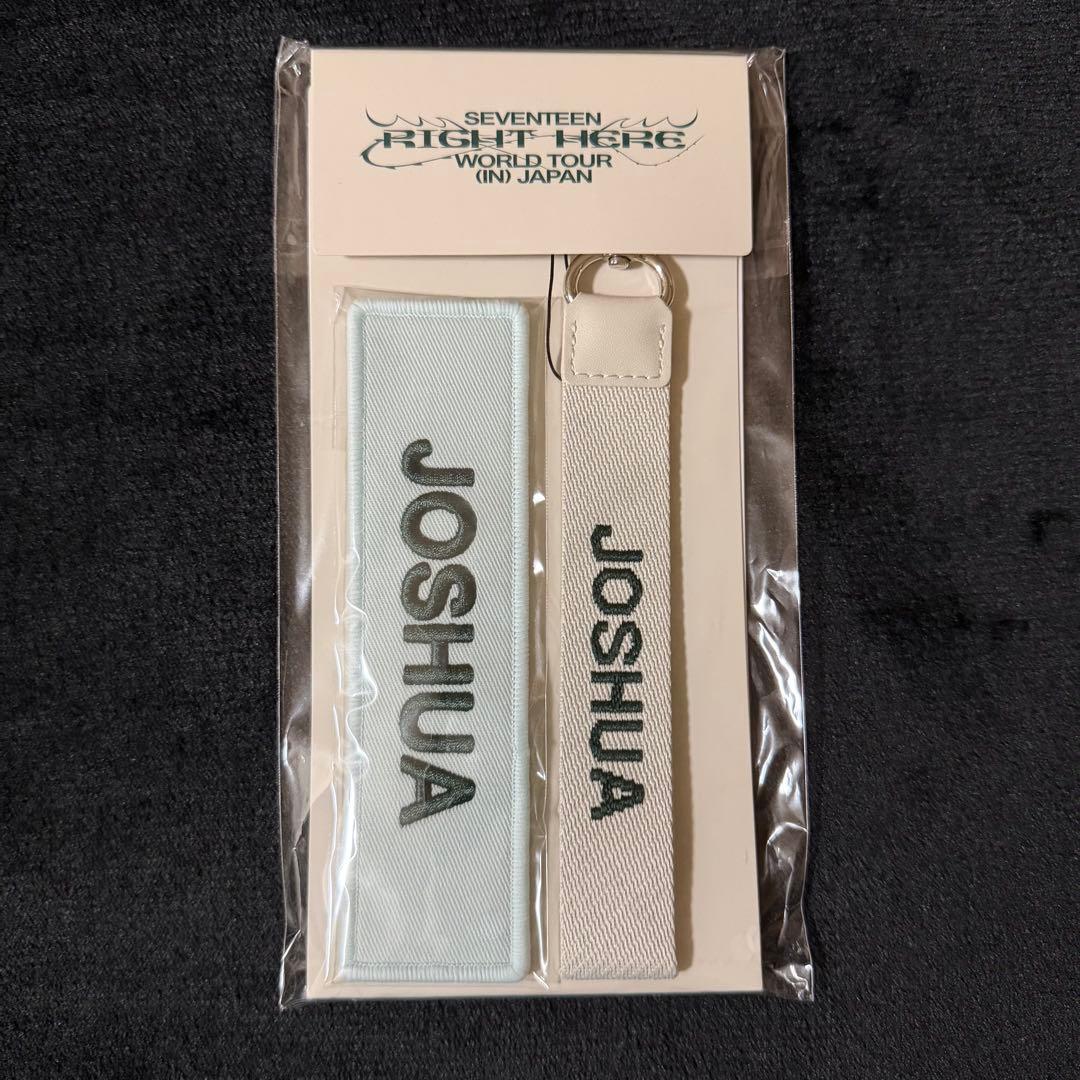 SEVENTEEN
RIGHT HERE
WORLD TOUR
(IN) JAPAN
JOSHUA
JOSHUA